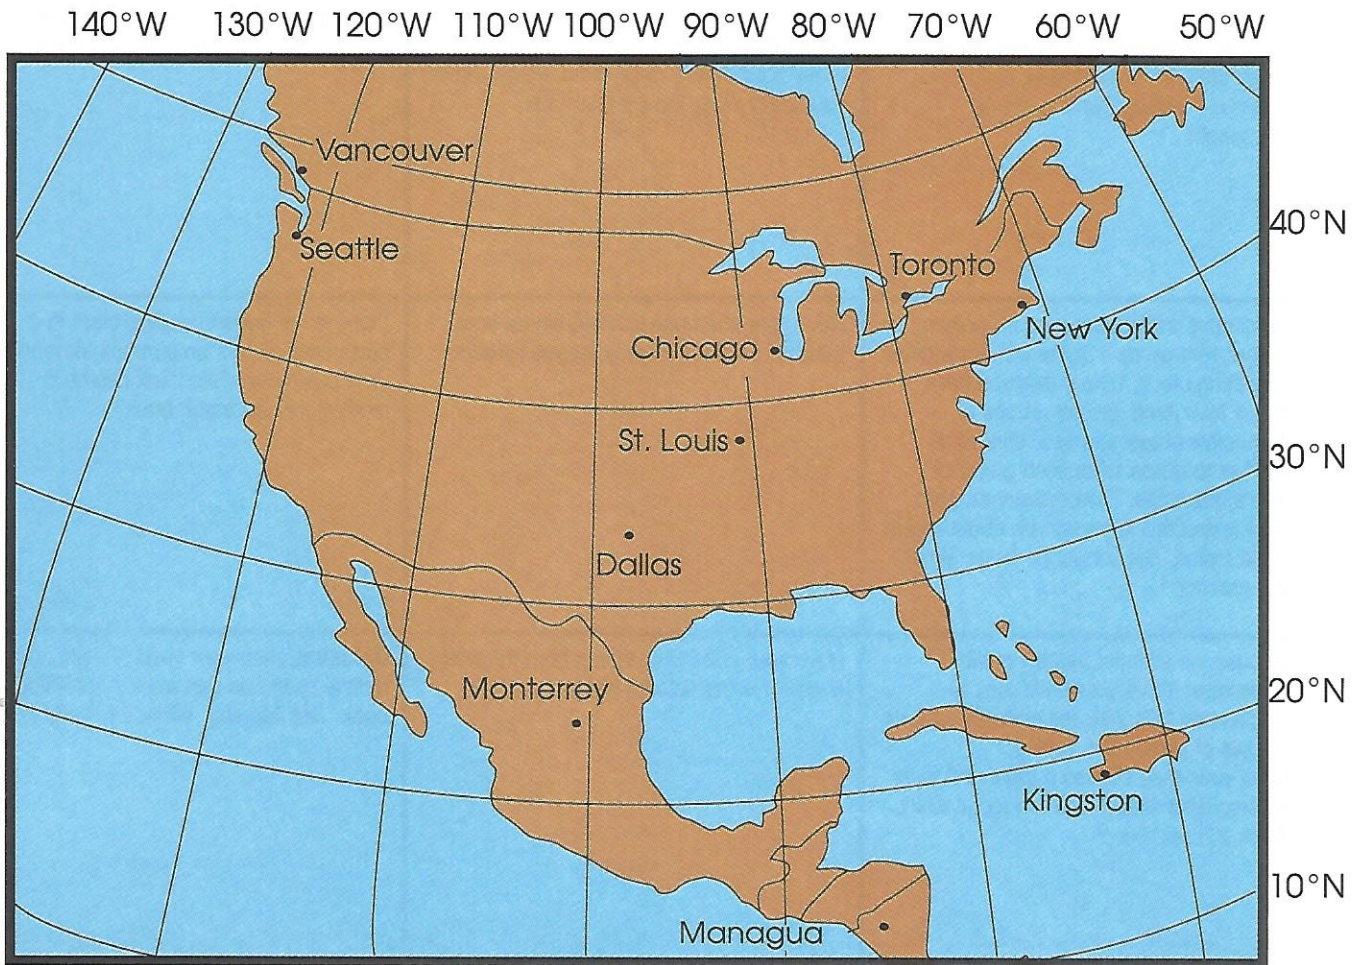 140°W 130°W 120°W 110°W 100°W 90°W 80°W 70°W 60°W 50°W
Vancouver
40°N
Seattle
Toronto
New York
Chicago
St. Louis
30°N
Dallas
Monterrey
20°N
Kingston
10°N
Managua